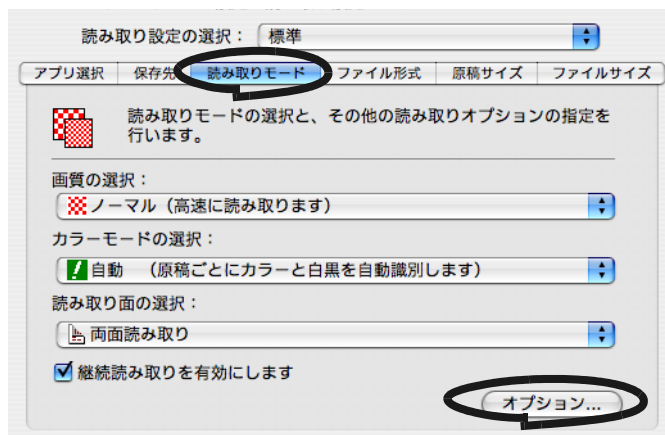 読み取り設定の選択： 標準
アプリ選択 保存先 読み取りモード ファイル形式 原稿サイズ ファイルサイズ
読み取りモードの選択と、その他の読み取りオプションの指定を
行います。
画質の選択：
ノーマル（高速に読み取ります）
カラーモードの選択：
自動 （原稿ごとにカラーと白黒を自動識別します）
読み取り面の選択：
両面読み取り
継続読み取りを有効にします
オプション...